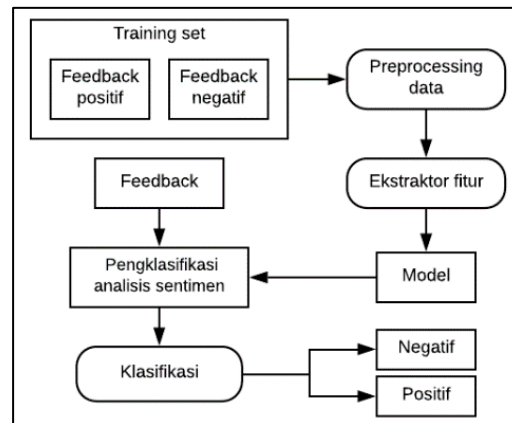 Training set
Feedback
positif
Feedback
negatif
Preprocessing
data
Ekstraktor fitur
Feedback
Pengklasifikasi
analisis sentimen
Model
Klasifikasi
Negatif
Positif